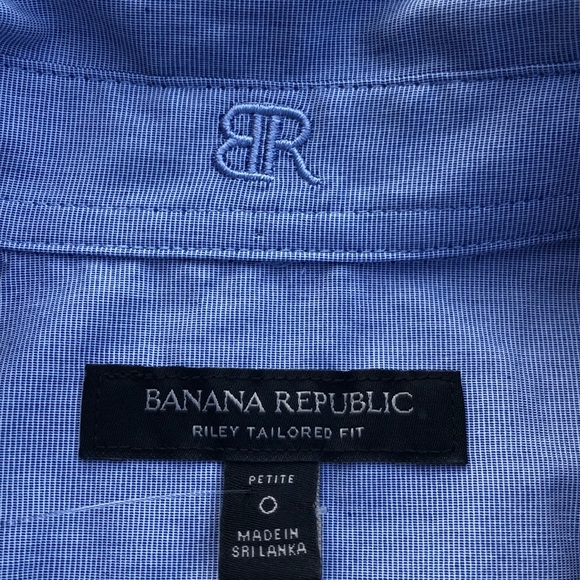 BR
BANANA REPUBLIC
RILEY TAILORED FIT
PETITE
0
MADE IN
SRI LANKA